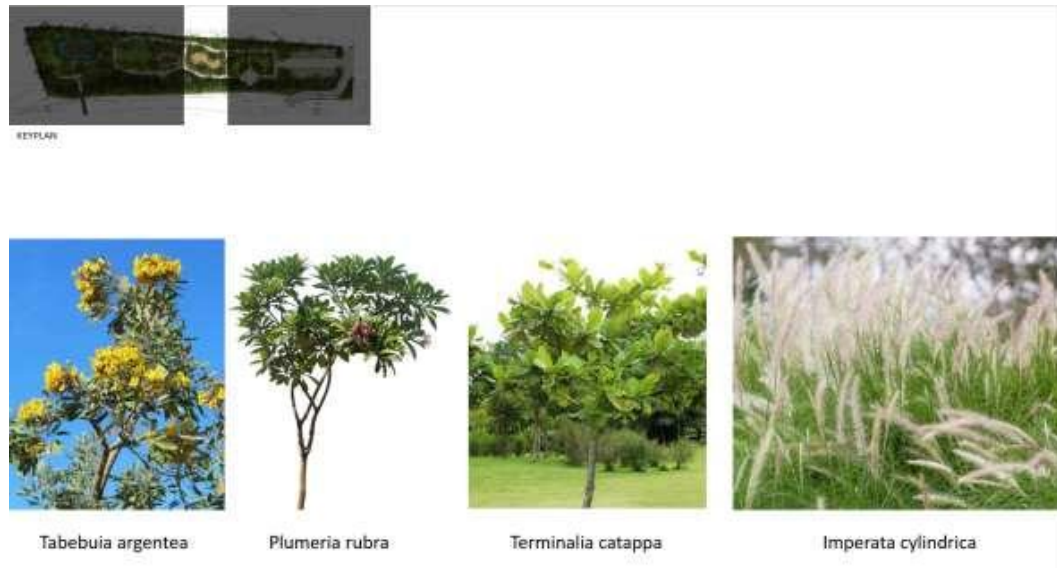 KEYPLAN
Tabebuia argentea
Plumeria rubra
Terminalia catappa
Imperata cylindrica